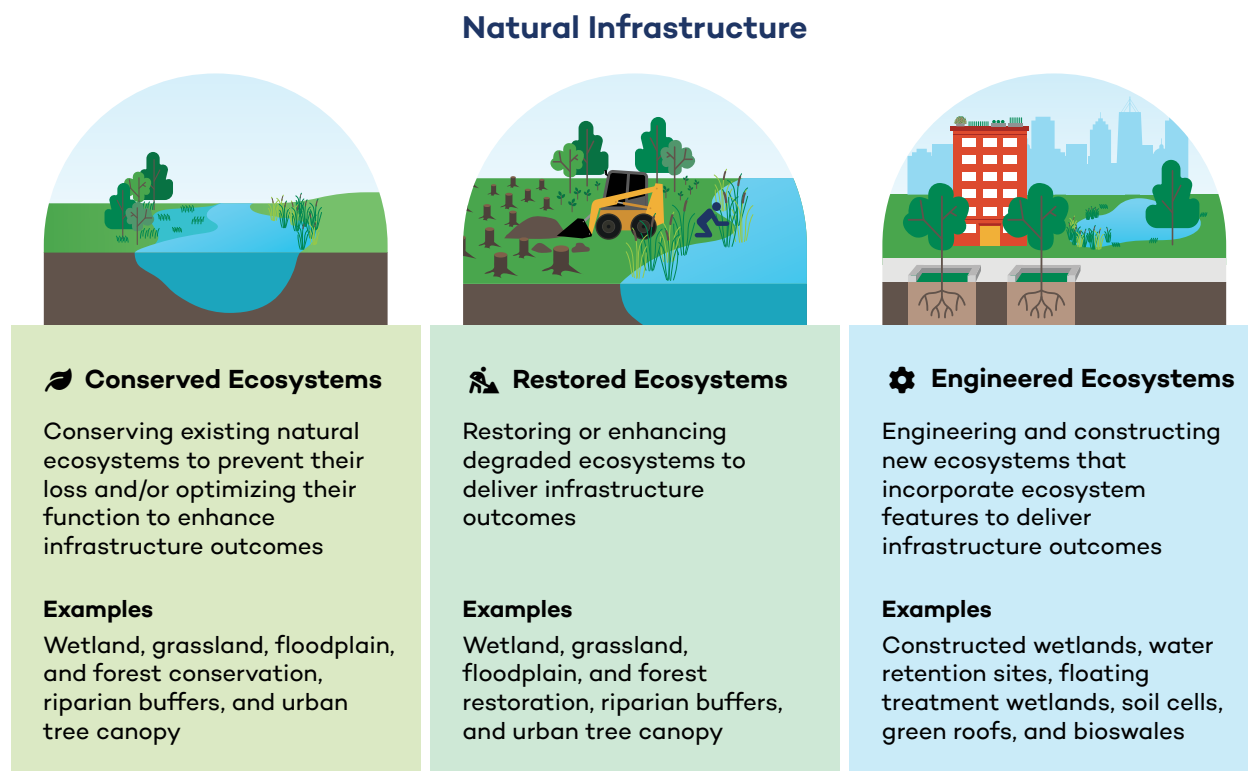 Natural Infrastructure
Conserved Ecosystems
Conserving existing natural
ecosystems to prevent their
loss and/or optimizing their
function to enhance
infrastructure outcomes
Examples
Wetland, grassland, floodplain,
and forest conservation,
riparian buffers, and urban
tree canopy
Restored Ecosystems
Restoring or enhancing
degraded ecosystems to
deliver infrastructure
outcomes
Examples
Wetland, grassland,
floodplain, and forest
restoration, riparian buffers,
and urban tree canopy
Engineered Ecosystems
Engineering and constructing
new ecosystems that
incorporate ecosystem
features to deliver
infrastructure outcomes
Examples
Constructed wetlands, water
retention sites, floating
treatment wetlands, soil cells,
green roofs, and bioswales